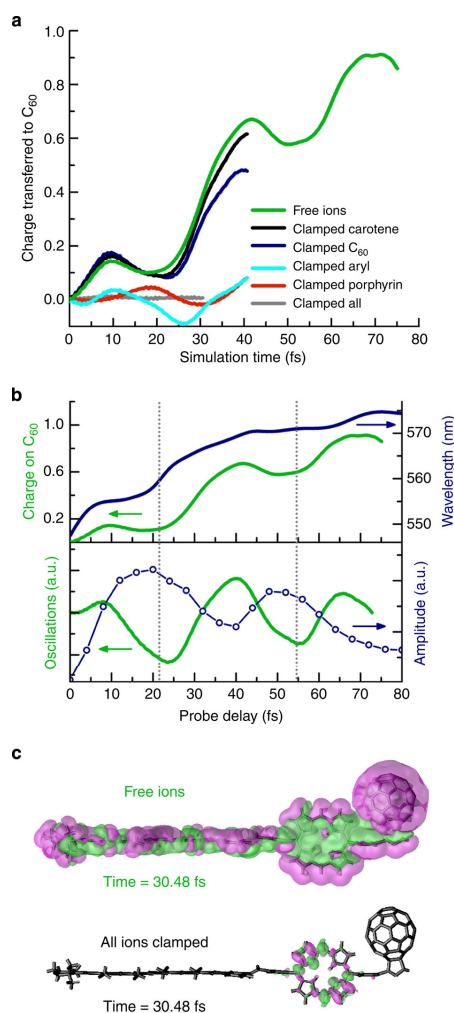 a
1.0
0.8
0.6
0.4
0.2
0.0
Charge transferred to C60
Free ions
Clamped carotene
Clamped C60
Clamped aryl
Clamped porphyrin
Clamped all
0 10 20 30 40 50 60 70 80
Simulation time (fs)
b
1.0
0.6
0.2
Charge on C60
570
560
550
Wavelength (nm)
Oscillations (a.u.)
Amplitude (a.u.)
0 10 20 30 40 50 60 70 80
Probe delay (fs)
c
Free ions
Time = 30.48 fs
All ions clamped
Time = 30.48 fs